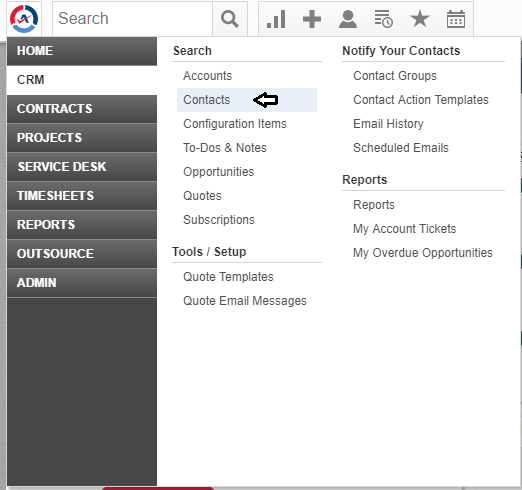 Search
HOME
CRM
CONTRACTS
PROJECTS
SERVICE DESK
TIMESHEETS
REPORTS
OUTSOURCE
ADMIN
Search
Accounts
Contacts
Configuration Items
To-Dos & Notes
Opportunities
Quotes
Subscriptions
Tools / Setup
Quote Templates
Quote Email Messages
Notify Your Contacts
Contact Groups
Contact Action Templates
Email History
Scheduled Emails
Reports
Reports
My Account Tickets
My Overdue Opportunities